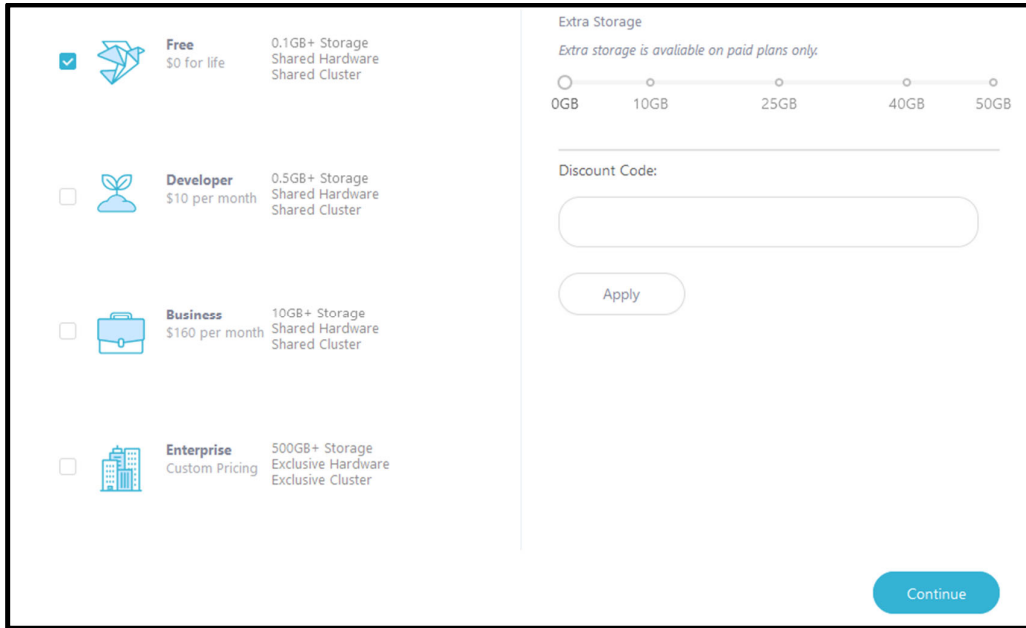 Free
$0 for life
0.1GB+ Storage
Shared Hardware
Shared Cluster
Developer
$10 per month
0.5GB+ Storage
Shared Hardware
Shared Cluster
Business
$160 per month
10GB+ Storage
Shared Hardware
Shared Cluster
Enterprise
Custom Pricing
500GB+ Storage
Exclusive Hardware
Exclusive Cluster
Extra Storage
Extra storage is avaliable on paid plans only.
0GB 10GB 25GB 40GB 50GB
Discount Code:
Apply
Continue